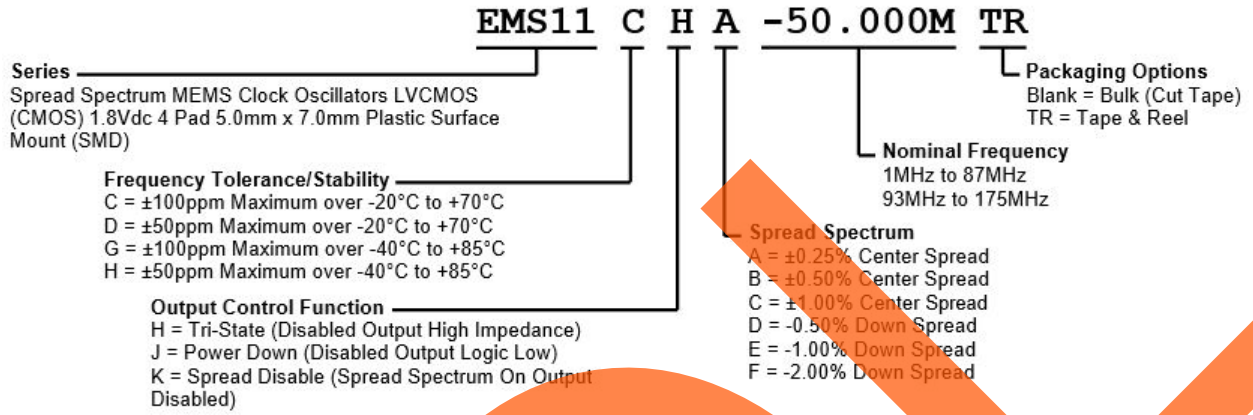 EMS11 C H A -50.000M TR
Series
Spread Spectrum MEMS Clock Oscillators LVCMOS
(CMOS) 1.8Vdc 4 Pad 5.0mm x 7.0mm Plastic Surface
Mount (SMD)
Frequency Tolerance/Stability
C = ±100ppm Maximum over -20°C to +70°C
D = ±50ppm Maximum over -20°C to +70°C
G = ±100ppm Maximum over -40°C to +85°C
H = ±50ppm Maximum over -40°C to +85°C
Output Control Function
H = Tri-State (Disabled Output High Impedance)
J = Power Down (Disabled Output Logic Low)
K = Spread Disable (Spread Spectrum On Output
Disabled)
Spread Spectrum
A = ±0.25% Center Spread
B = ±0.50% Center Spread
C = ±1.00% Center Spread
D = -0.50% Down Spread
E = -1.00% Down Spread
F = -2.00% Down Spread
Nominal Frequency
1MHz to 87MHz
93MHz to 175MHz
Packaging Options
Blank = Bulk (Cut Tape)
TR = Tape & Reel